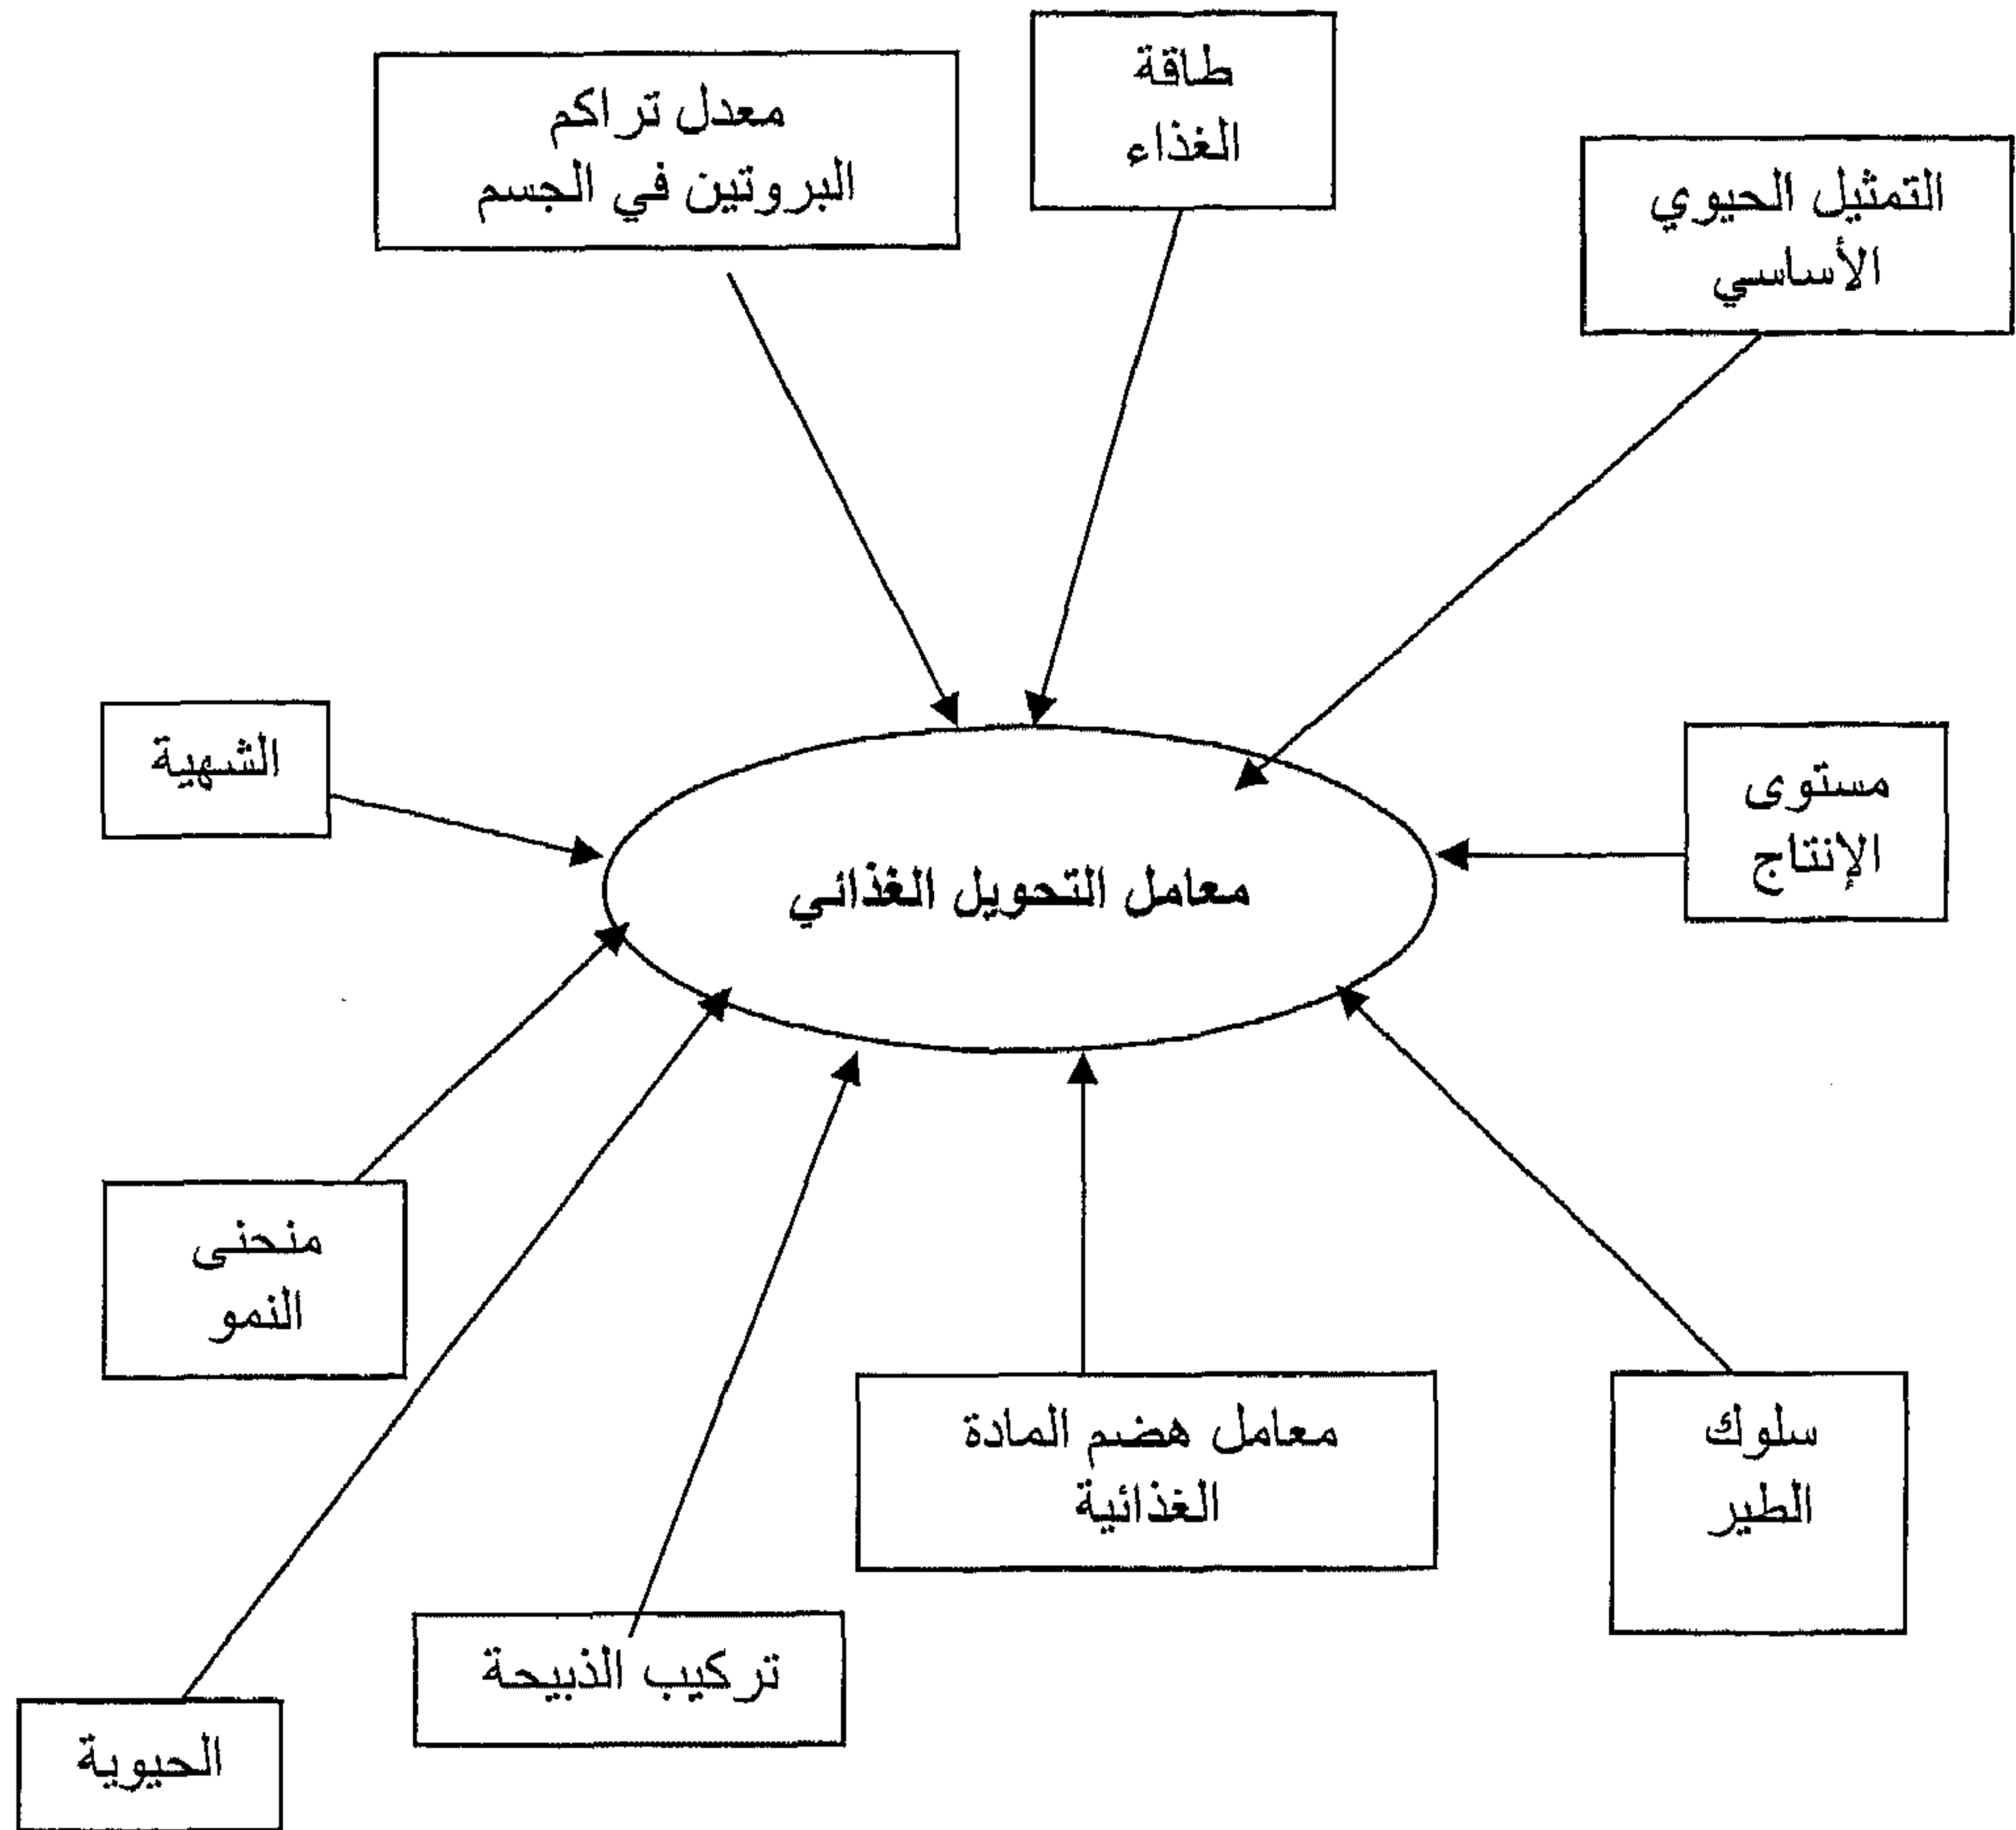 طاقة
الغذاء
معدل تراكم
البروتين في الجسم
التمثيل الحيوي
الأساسي
الشهية
مستوى
الإنتاج
معامل التحويل الغذائي
منحنى
النمو
معامل هضم المادة
الغذائية
سلوك
الطير
تركيب الذبيحة
الحيوية